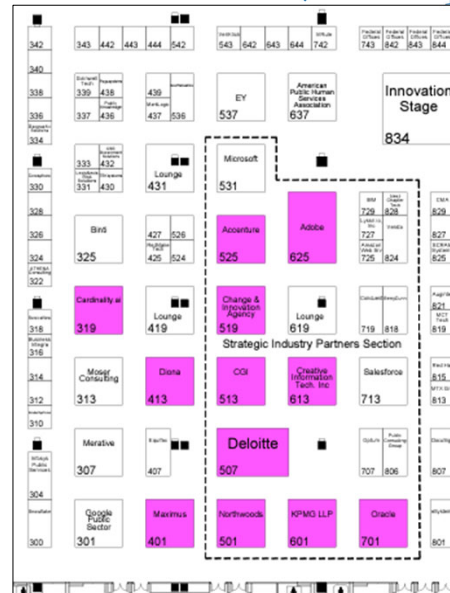 342
343
442
443
444
542
543
642
643
644
742
743
842
843
844
340
338
339
438
439
336
337
436
437
536
EY
537
American
Public Human
Services
Association
637
Innovation
Stage
834
334
333
432
Lounge
431
Microsoft
531
330
331
430
328
326
324
322
Binti
325
427
526
425
524
Accenture
525
Adobe
625
IBM
729
828
727
725
824
829
827
825
Cardinality.ai
319
Lounge
419
Change &
Innovation
Agency
519
Lounge
619
719
818
821
819
318
316
Strategic Industry Partners Section
314
312
310
Moser
Consulting
313
Diona
413
CGI
513
Creative
Information
Tech. Inc
613
Salesforce
713
815
813
Merative
307
407
Deloitte
507
Optum
707
Public
Consulting
Group
806
807
304
300
Google
Public
Sector
301
Maximus
401
Northwoods
501
KPMG LLP
601
Oracle
701
801